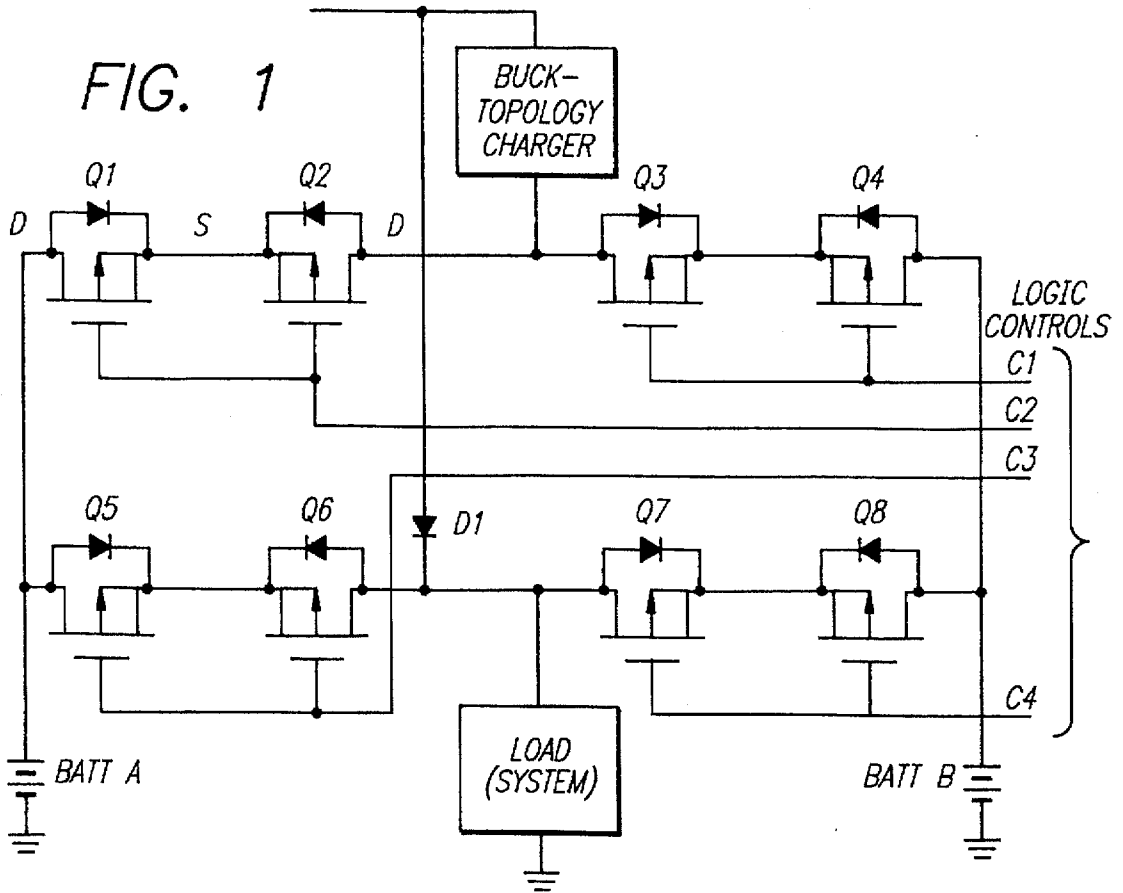 FIG. 1
BUCK-
TOPOLOGY
CHARGER
Q1
Q2
Q3
Q4
D
S
D
LOGIC
CONTROLS
C1
C2
C3
Q5
Q6
D1
Q7
Q8
C4
BATT A
LOAD
(SYSTEM)
BATT B